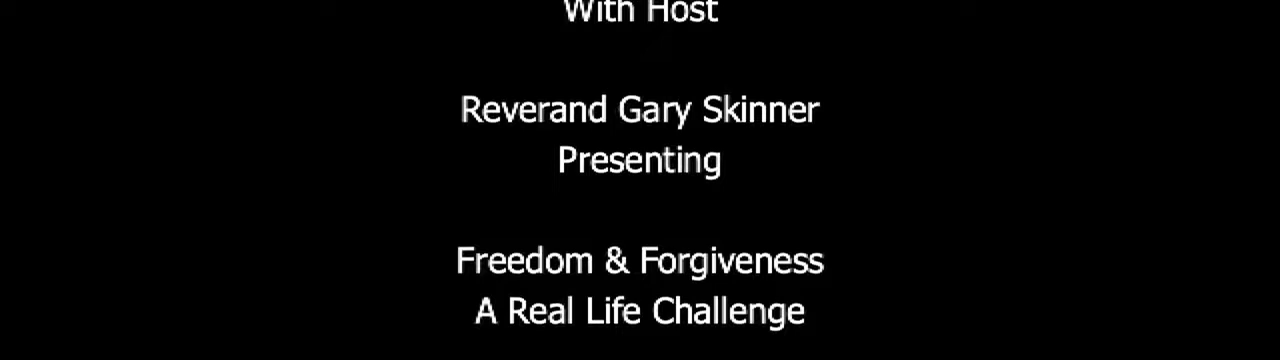 With Host
Reverand Gary Skinner
Presenting
Freedom & Forgiveness
A Real Life Challenge